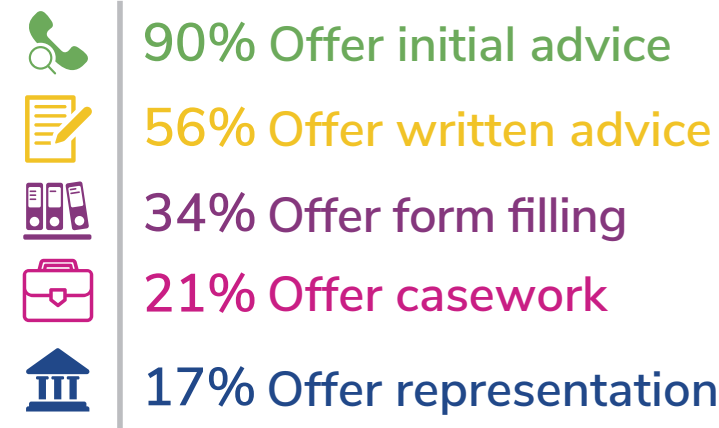 90% Offer initial advice
56% Offer written advice
34% Offer form filling
21% Offer casework
17% Offer representation